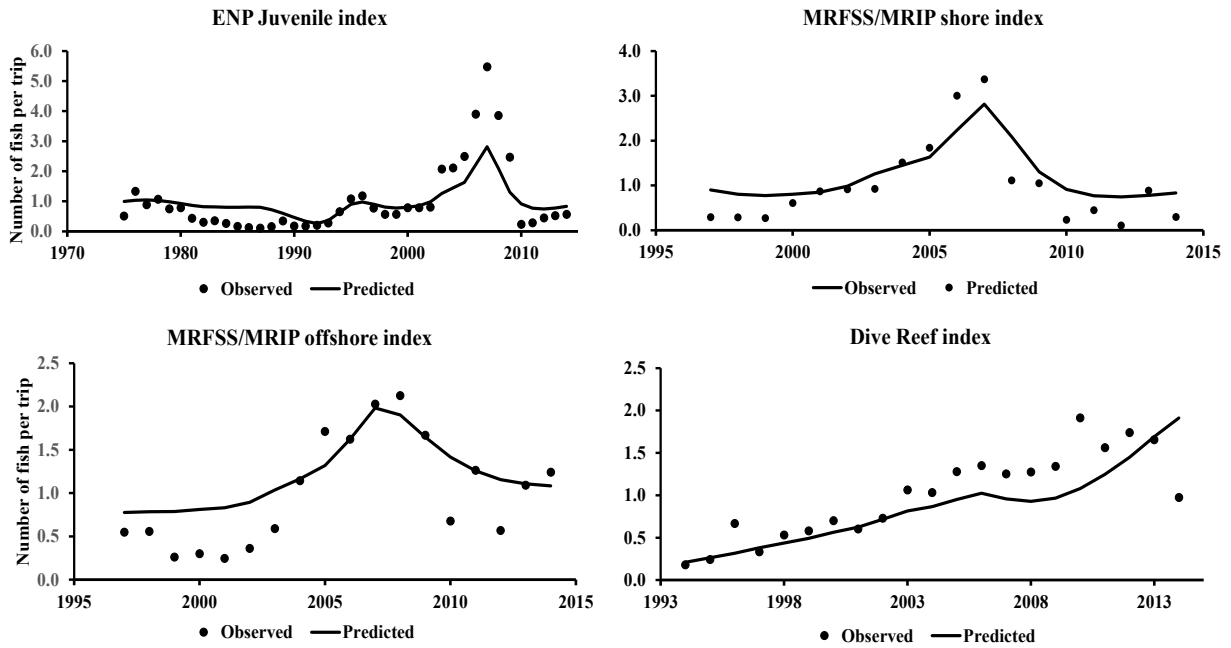 ENP Juvenile index
Number of fish per trip
6.0
5.0
4.0
3.0
2.0
1.0
0.0
1970 1980 1990 2000 2010
Observed Predicted
MRFSS/MRIP shore index
4.0
3.0
2.0
1.0
0.0
1995 2000 2005 2010 2015
Observed Predicted
MRFSS/MRIP offshore index
Number of fish per trip
2.5
2.0
1.5
1.0
0.5
0.0
1995 2000 2005 2010 2015
Observed Predicted
Dive Reef index
2.5
2.0
1.5
1.0
0.5
0.0
1993 1998 2003 2008 2013
Observed Predicted